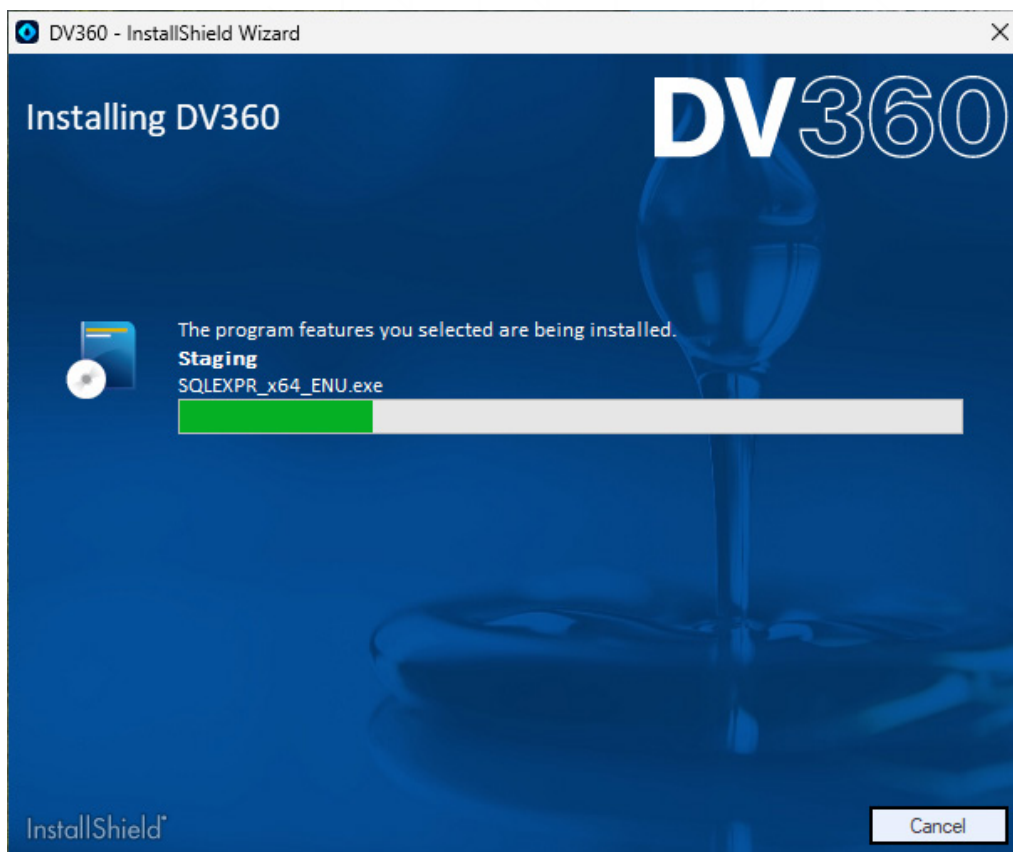 DV360 - InstallShield Wizard
Installing DV360
DV360
The program features you selected are being installed.
Staging
SQLEXPR_x64_ENU.exe
InstallShield
Cancel